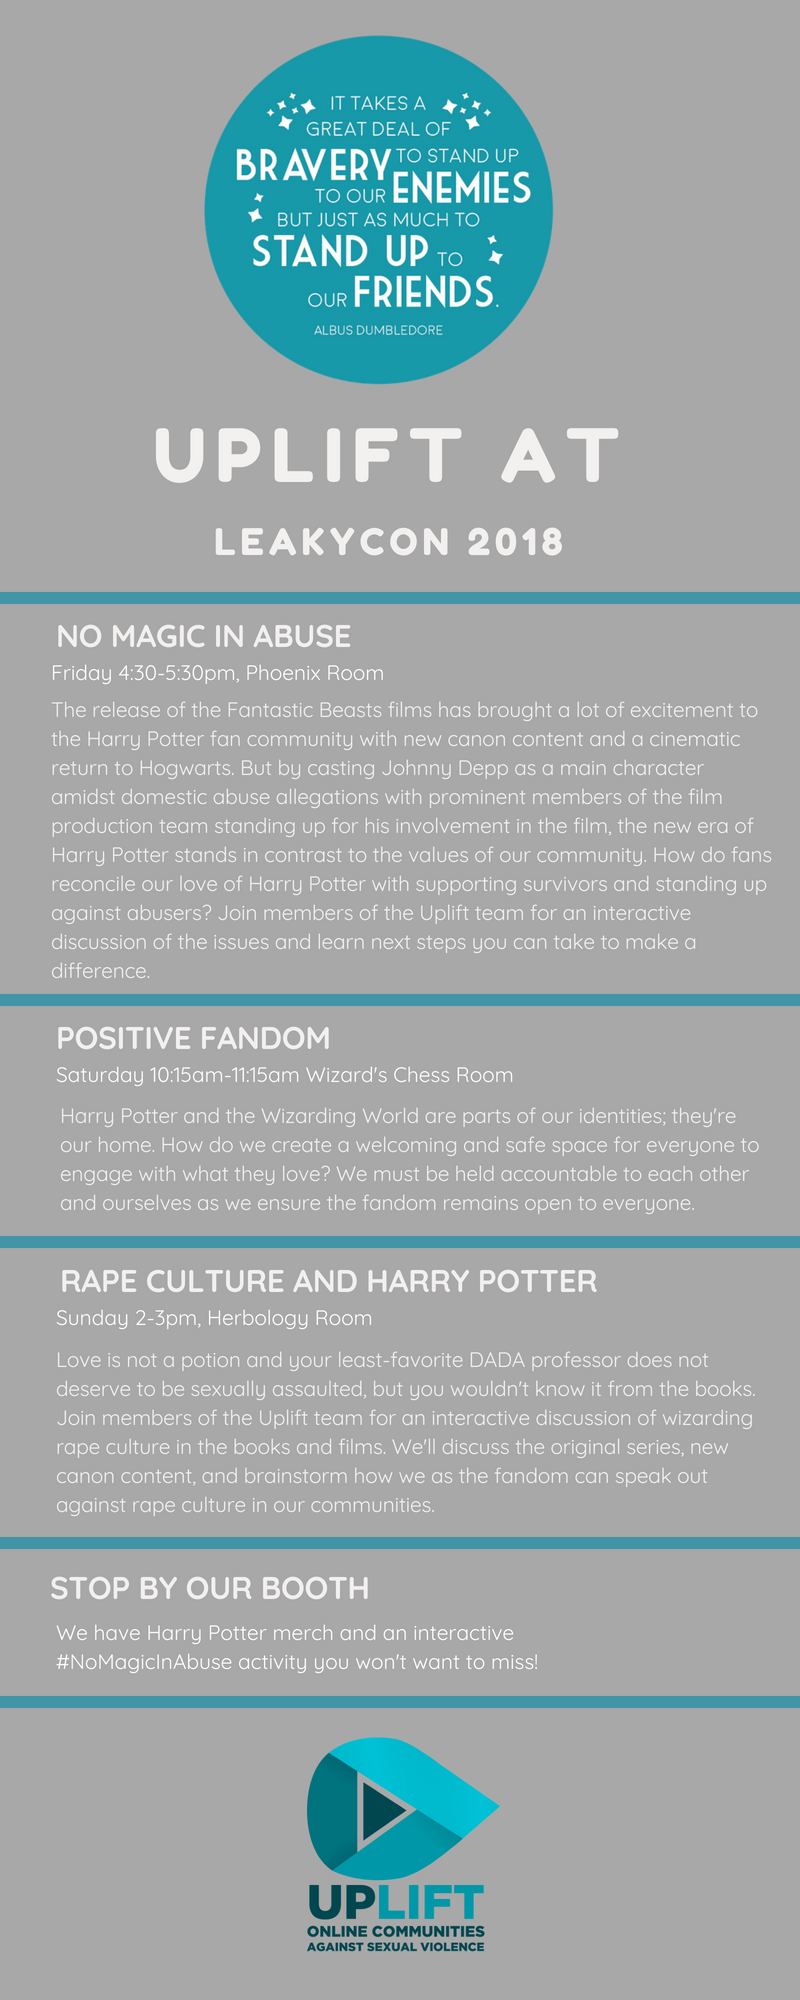 IT TAKES A
GREAT DEAL OF
BRAVERY TO STAND UP
TO OUR ENEMIES
BUT JUST AS MUCH TO
STAND UP TO
OUR FRIENDS.
ALBUS DUMBLEDORE
UPLIFT AT
LEAKYCON 2018
NO MAGIC IN ABUSE
Friday 4:30-5:30pm, Phoenix Room
The release of the Fantastic Beasts films has brought a lot of excitement to
the Harry Potter fan community with new canon content and a cinematic
return to Hogwarts. But by casting Johnny Depp as a main character
amidst domestic abuse allegations with prominent members of the film
production team standing up for his involvement in the film, the new era of
Harry Potter stands in contrast to the values of our community. How do fans
reconcile our love of Harry Potter with supporting survivors and standing up
against abusers? Join members of the Uplift team for an interactive
discussion of the issues and learn next steps you can take to make a
difference.
POSITIVE FANDOM
Saturday 10:15am-11:15am Wizard's Chess Room
Harry Potter and the Wizarding World are parts of our identities; they're
our home. How do we create a welcoming and safe space for everyone to
engage with what they love? We must be held accountable to each other
and ourselves as we ensure the fandom remains open to everyone.
RAPE CULTURE AND HARRY POTTER
Sunday 2-3pm, Herbology Room
Love is not a potion and your least-favorite DADA professor does not
deserve to be sexually assaulted, but you wouldn't know it from the books.
Join members of the Uplift team for an interactive discussion of wizarding
rape culture in the books and films. We'll discuss the original series, new
canon content, and brainstorm how we as the fandom can speak out
against rape culture in our communities.
STOP BY OUR BOOTH
We have Harry Potter merch and an interactive
#NoMagicInAbuse activity you won't want to miss!
UPLIFT
ONLINE COMMUNITIES
AGAINST SEXUAL VIOLENCE